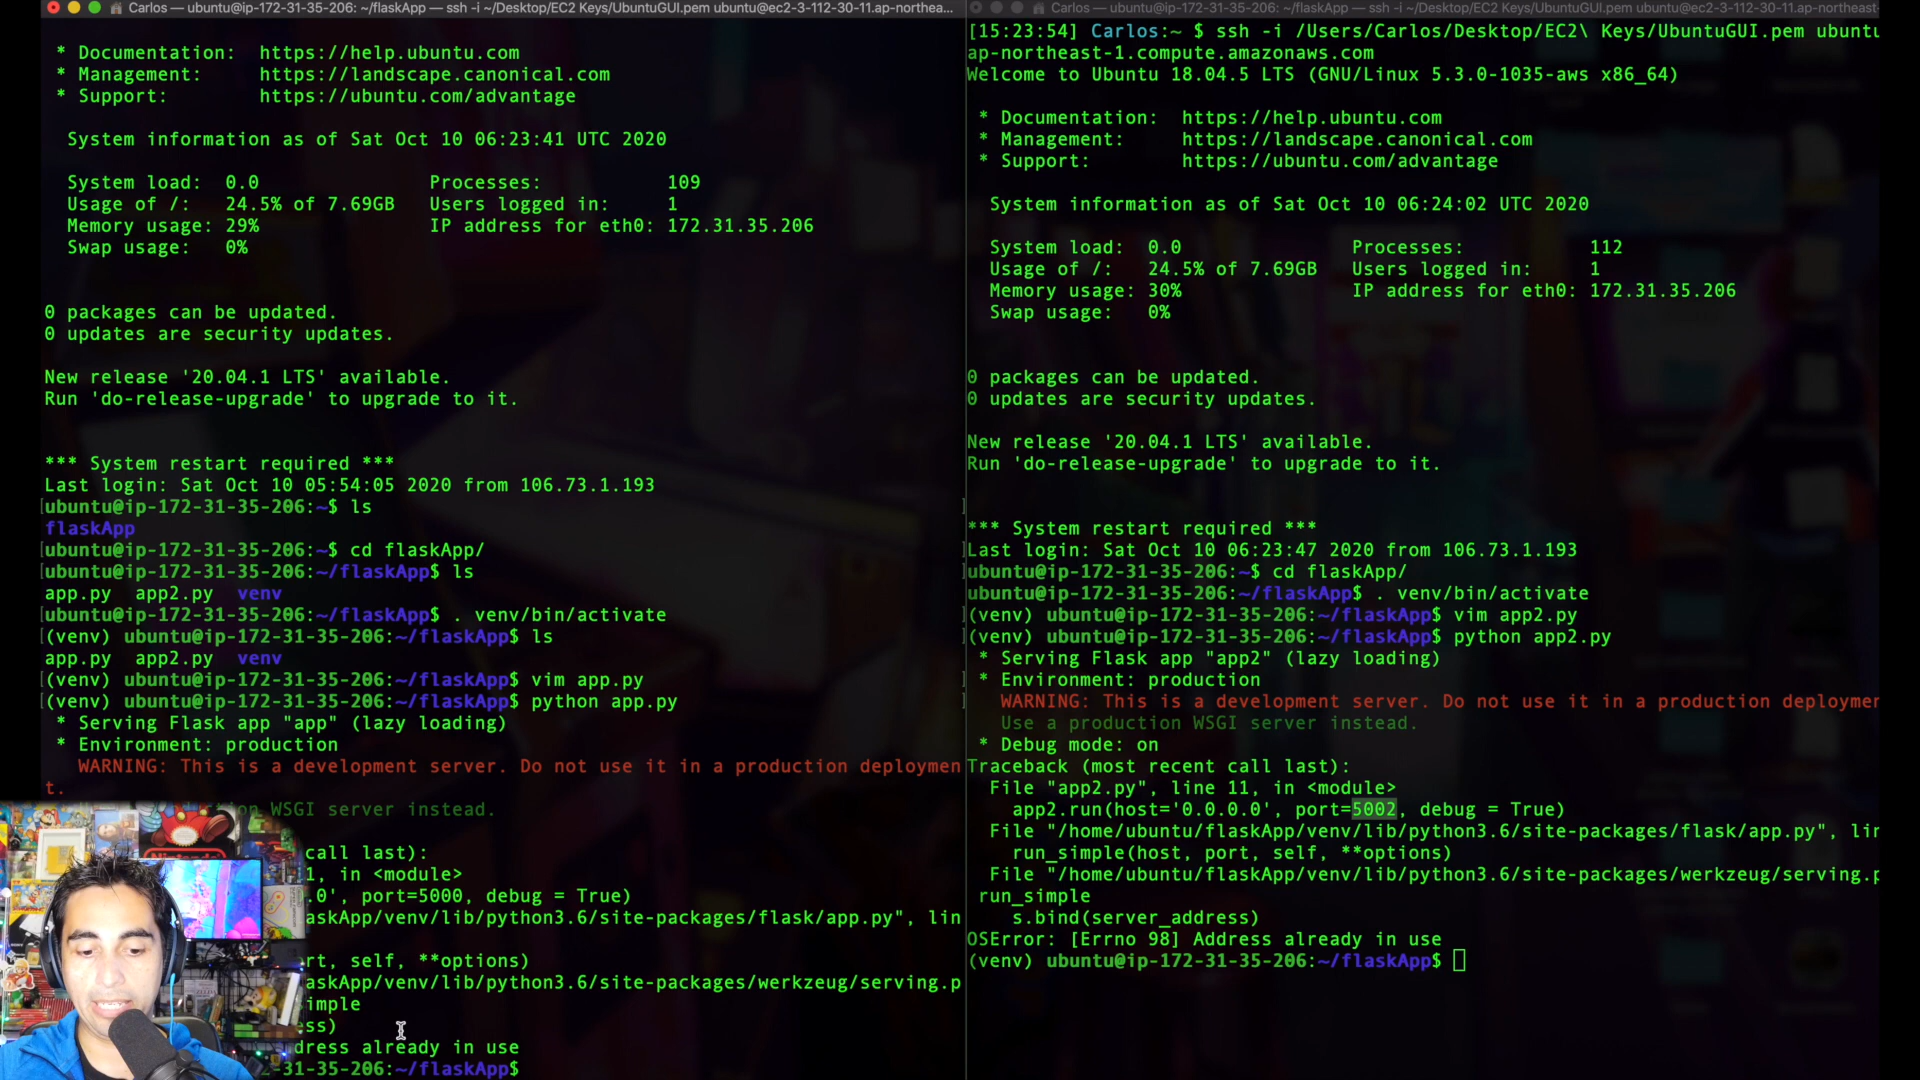 Carlos — ubuntu@ip-172-31-35-206: ~/flaskApp — ssh -i ~/Desktop/EC2 Keys/UbuntuGUI.pem ubuntu@ec2-3-112-30-11.ap-northea...
* Documentation:  https://help.ubuntu.com
* Management:     https://landscape.canonical.com
* Support:        https://ubuntu.com/advantage
System information as of Sat Oct 10 06:23:41 UTC 2020
System load:  0.0               Processes:           109
Usage of /:   24.5% of 7.69GB   Users logged in:     1
Memory usage: 29%               IP address for eth0: 172.31.35.206
Swap usage:   0%
0 packages can be updated.
0 updates are security updates.
New release '20.04.1 LTS' available.
Run 'do-release-upgrade' to upgrade to it.
*** System restart required ***
Last login: Sat Oct 10 05:54:05 2020 from 106.73.1.193
ubuntu@ip-172-31-35-206:~$ ls
flaskApp
ubuntu@ip-172-31-35-206:~$ cd flaskApp/
ubuntu@ip-172-31-35-206:~/flaskApp$ ls
app.py  app2.py  venv
ubuntu@ip-172-31-35-206:~/flaskApp$ . venv/bin/activate
(venv) ubuntu@ip-172-31-35-206:~/flaskApp$ ls
app.py  app2.py  venv
(venv) ubuntu@ip-172-31-35-206:~/flaskApp$ vim app.py
(venv) ubuntu@ip-172-31-35-206:~/flaskApp$ python app.py
* Serving Flask app "app" (lazy loading)
* Environment: production
WARNING: This is a development server. Do not use it in a production deploymen
t.
on WSGI server instead.
call last):
1, in <module>
.0', port=5000, debug = True)
askApp/venv/lib/python3.6/site-packages/flask/app.py", lin
rt, self, **options)
askApp/venv/lib/python3.6/site-packages/werkzeug/serving.p
imple
ess)
dress already in use
-31-35-206:~/flaskApp$
Carlos — ubuntu@ip-172-31-35-206: ~/flaskApp — ssh -i ~/Desktop/EC2 Keys/UbuntuGUI.pem ubuntu@ec2-3-112-30-11.ap-northeast-
[15:23:54] Carlos:~ $ ssh -i /Users/Carlos/Desktop/EC2\ Keys/UbuntuGUI.pem ubuntu
ap-northeast-1.compute.amazonaws.com
Welcome to Ubuntu 18.04.5 LTS (GNU/Linux 5.3.0-1035-aws x86_64)
* Documentation:  https://help.ubuntu.com
* Management:     https://landscape.canonical.com
* Support:        https://ubuntu.com/advantage
System information as of Sat Oct 10 06:24:02 UTC 2020
System load:  0.0               Processes:           112
Usage of /:   24.5% of 7.69GB   Users logged in:     1
Memory usage: 30%               IP address for eth0: 172.31.35.206
Swap usage:   0%
0 packages can be updated.
0 updates are security updates.
New release '20.04.1 LTS' available.
Run 'do-release-upgrade' to upgrade to it.
*** System restart required ***
Last login: Sat Oct 10 06:23:47 2020 from 106.73.1.193
ubuntu@ip-172-31-35-206:~$ cd flaskApp/
ubuntu@ip-172-31-35-206:~/flaskApp$ . venv/bin/activate
(venv) ubuntu@ip-172-31-35-206:~/flaskApp$ vim app2.py
(venv) ubuntu@ip-172-31-35-206:~/flaskApp$ python app2.py
* Serving Flask app "app2" (lazy loading)
* Environment: production
WARNING: This is a development server. Do not use it in a production deploymen
Use a production WSGI server instead.
* Debug mode: on
Traceback (most recent call last):
File "app2.py", line 11, in <module>
app2.run(host='0.0.0.0', port=5002, debug = True)
File "/home/ubuntu/flaskApp/venv/lib/python3.6/site-packages/flask/app.py", lin
run_simple(host, port, self, **options)
File "/home/ubuntu/flaskApp/venv/lib/python3.6/site-packages/werkzeug/serving.p
run_simple
s.bind(server_address)
OSError: [Errno 98] Address already in use
(venv) ubuntu@ip-172-31-35-206:~/flaskApp$
Nintendo